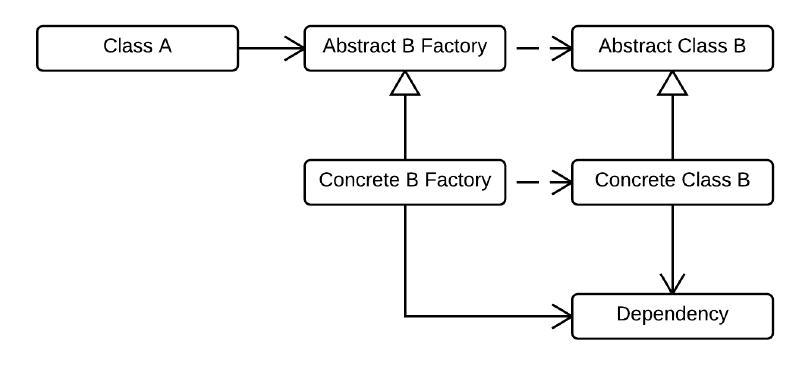 Class A
Abstract B Factory
Abstract Class B
Concrete B Factory
Concrete Class B
Dependency